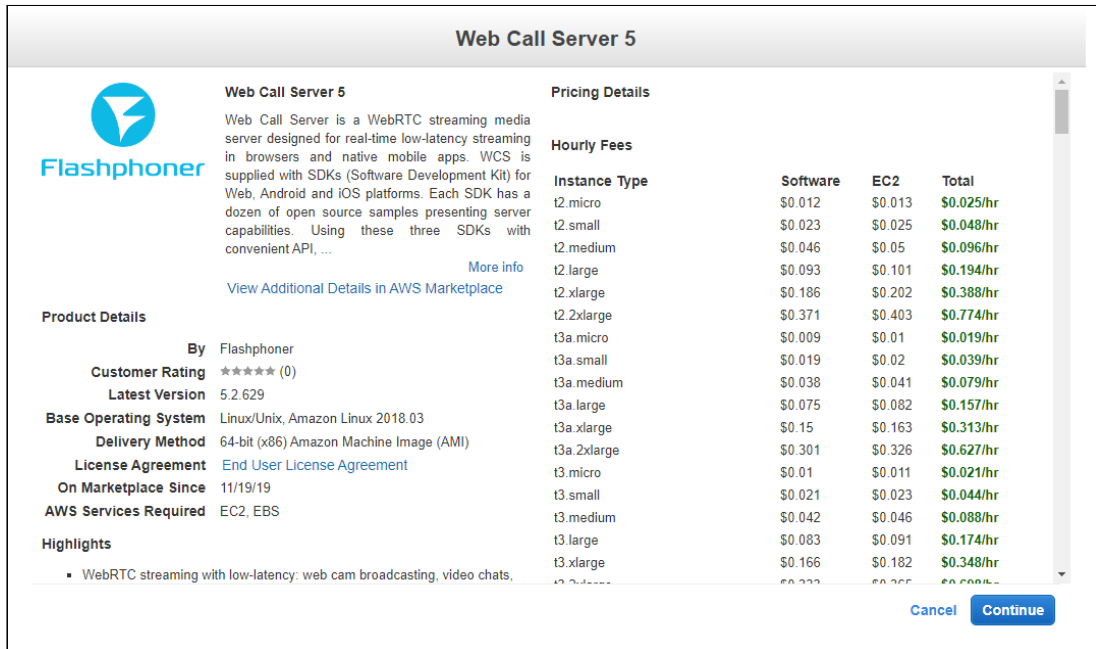 Web Call Server 5
Flashphoner
Web Call Server 5
Web Call Server is a WebRTC streaming media
server designed for real-time low-latency streaming
in browsers and native mobile apps. WCS is
supplied with SDKs (Software Development Kit) for
Web, Android and iOS platforms. Each SDK has a
dozen of open source samples presenting server
capabilities. Using these three SDKs with
convenient API, ...
More info
View Additional Details in AWS Marketplace
Product Details
By Flashphoner
Customer Rating ★★★★★ (0)
Latest Version 5.2.629
Base Operating System Linux/Unix, Amazon Linux 2018.03
Delivery Method 64-bit (x86) Amazon Machine Image (AMI)
License Agreement End User License Agreement
On Marketplace Since 11/19/19
AWS Services Required EC2, EBS
Highlights
▪ WebRTC streaming with low-latency: web cam broadcasting, video chats,
Pricing Details
Hourly Fees
Instance Type Software EC2 Total
t2.micro $0.012 $0.013 $0.025/hr
t2.small $0.023 $0.025 $0.048/hr
t2.medium $0.046 $0.05 $0.096/hr
t2.large $0.093 $0.101 $0.194/hr
t2.xlarge $0.186 $0.202 $0.388/hr
t2.2xlarge $0.371 $0.403 $0.774/hr
t3a.micro $0.009 $0.01 $0.019/hr
t3a.small $0.019 $0.02 $0.039/hr
t3a.medium $0.038 $0.041 $0.079/hr
t3a.large $0.075 $0.082 $0.157/hr
t3a.xlarge $0.15 $0.163 $0.313/hr
t3a.2xlarge $0.301 $0.326 $0.627/hr
t3.micro $0.01 $0.011 $0.021/hr
t3.small $0.021 $0.023 $0.044/hr
t3.medium $0.042 $0.046 $0.088/hr
t3.large $0.083 $0.091 $0.174/hr
t3.xlarge $0.166 $0.182 $0.348/hr
Cancel Continue